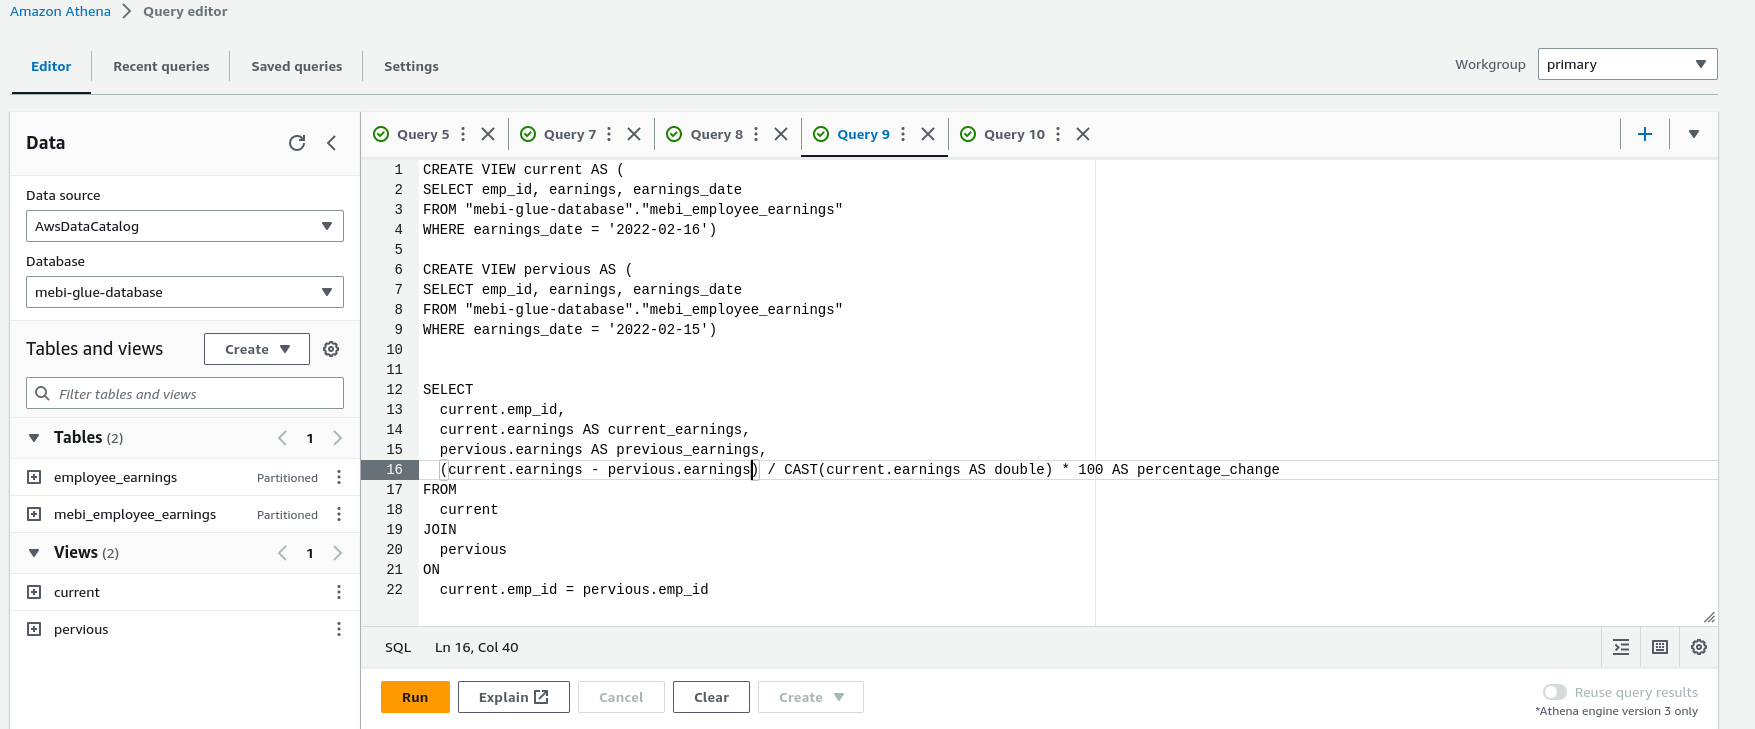 Amazon Athena > Query editor
Editor Recent queries Saved queries Settings Workgroup primary
Data
Data source
AwsDataCatalog
Database
mebi-glue-database
Tables and views Create
Filter tables and views
Tables (2) 1
employee_earnings Partitioned
mebi_employee_earnings Partitioned
Views (2) 1
current
pervious
Query 5 Query 7 Query 8 Query 9 Query 10
1 CREATE VIEW current AS (
2 SELECT emp_id, earnings, earnings_date
3 FROM "mebi-glue-database"."mebi_employee_earnings"
4 WHERE earnings_date = '2022-02-16')
5
6 CREATE VIEW pervious AS (
7 SELECT emp_id, earnings, earnings_date
8 FROM "mebi-glue-database"."mebi_employee_earnings"
9 WHERE earnings_date = '2022-02-15')
10
11
12 SELECT
13 current.emp_id,
14 current.earnings AS current_earnings,
15 pervious.earnings AS previous_earnings,
16 (current.earnings - pervious.earnings) / CAST(current.earnings AS double) * 100 AS percentage_change
17 FROM
18 current
19 JOIN
20 pervious
21 ON
22 current.emp_id = pervious.emp_id
SQL Ln 16, Col 40
Run Explain Cancel Clear Create
Reuse query results
*Athena engine version 3 only